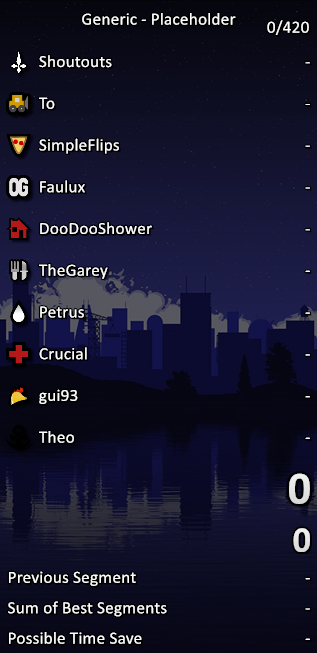 Generic - Placeholder
0/420
Shoutouts -
To -
SimpleFlips -
OG Faulux -
DooDooShower -
TheGarey -
Petrus -
Crucial -
gui93 -
Theo -
0
0
Previous Segment -
Sum of Best Segments -
Possible Time Save -